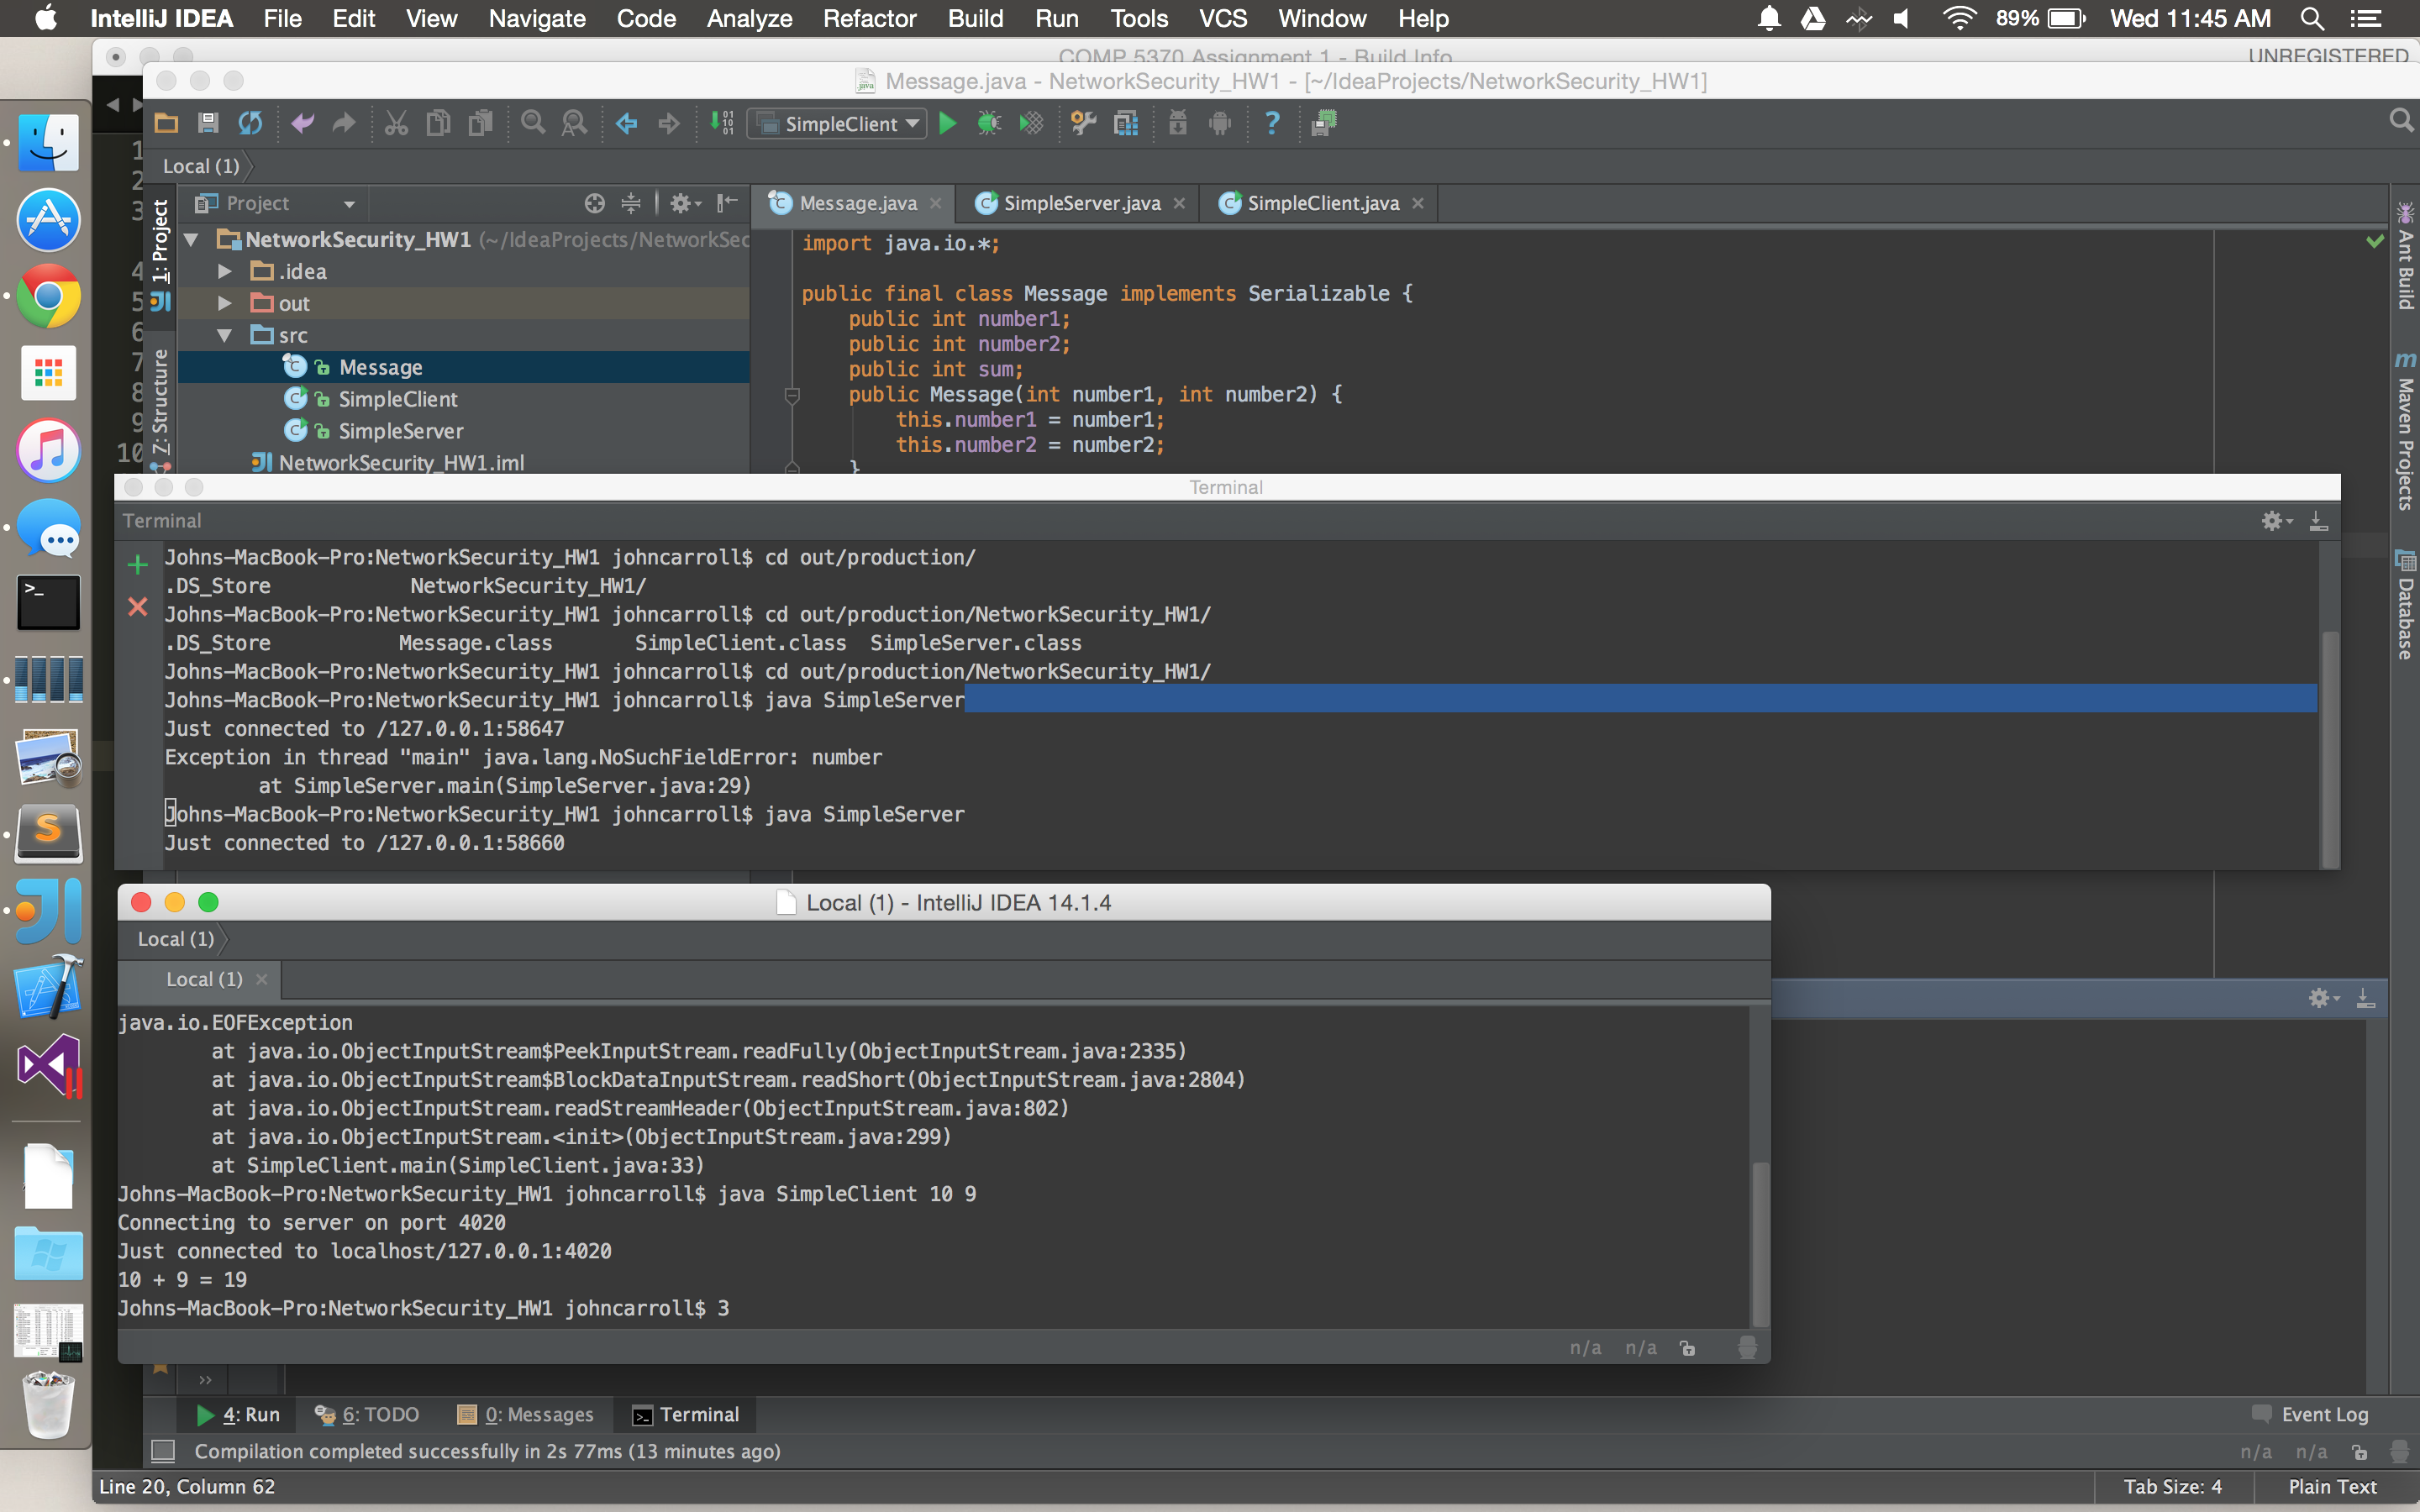 IntelliJ IDEA File Edit View Navigate Code Analyze Refactor Build Run Tools VCS Window Help 89% Wed 11:45 AM
COMP 5370 Assignment 1 - Build Info UNREGISTERED
Message.java - NetworkSecurity_HW1 - [~/IdeaProjects/NetworkSecurity_HW1]
SimpleClient
Local (1)
1
2
3
4
5
6
7
8
9
10
1: Project
7: Structure
Project
NetworkSecurity_HW1 (~/IdeaProjects/NetworkSec
.idea
out
src
Message
SimpleClient
SimpleServer
NetworkSecurity_HW1.iml
Message.java SimpleServer.java SimpleClient.java
import java.io.*;
public final class Message implements Serializable {
public int number1;
public int number2;
public int sum;
public Message(int number1, int number2) {
this.number1 = number1;
this.number2 = number2;
}
Ant Build
Maven Projects
Database
Terminal
Terminal
Johns-MacBook-Pro:NetworkSecurity_HW1 johncarroll$ cd out/production/
.DS_Store NetworkSecurity_HW1/
Johns-MacBook-Pro:NetworkSecurity_HW1 johncarroll$ cd out/production/NetworkSecurity_HW1/
.DS_Store Message.class SimpleClient.class SimpleServer.class
Johns-MacBook-Pro:NetworkSecurity_HW1 johncarroll$ cd out/production/NetworkSecurity_HW1/
Johns-MacBook-Pro:NetworkSecurity_HW1 johncarroll$ java SimpleServer
Just connected to /127.0.0.1:58647
Exception in thread "main" java.lang.NoSuchFieldError: number
at SimpleServer.main(SimpleServer.java:29)
Johns-MacBook-Pro:NetworkSecurity_HW1 johncarroll$ java SimpleServer
Just connected to /127.0.0.1:58660
Local (1) - IntelliJ IDEA 14.1.4
Local (1)
Local (1)
java.io.EOFException
at java.io.ObjectInputStream$PeekInputStream.readFully(ObjectInputStream.java:2335)
at java.io.ObjectInputStream$BlockDataInputStream.readShort(ObjectInputStream.java:2804)
at java.io.ObjectInputStream.readStreamHeader(ObjectInputStream.java:802)
at java.io.ObjectInputStream.<init>(ObjectInputStream.java:299)
at SimpleClient.main(SimpleClient.java:33)
Johns-MacBook-Pro:NetworkSecurity_HW1 johncarroll$ java SimpleClient 10 9
Connecting to server on port 4020
Just connected to localhost/127.0.0.1:4020
10 + 9 = 19
Johns-MacBook-Pro:NetworkSecurity_HW1 johncarroll$ 3
n/a n/a
4: Run 6: TODO 0: Messages Terminal Event Log
Compilation completed successfully in 2s 77ms (13 minutes ago) n/a n/a
Line 20, Column 62 Tab Size: 4 Plain Text